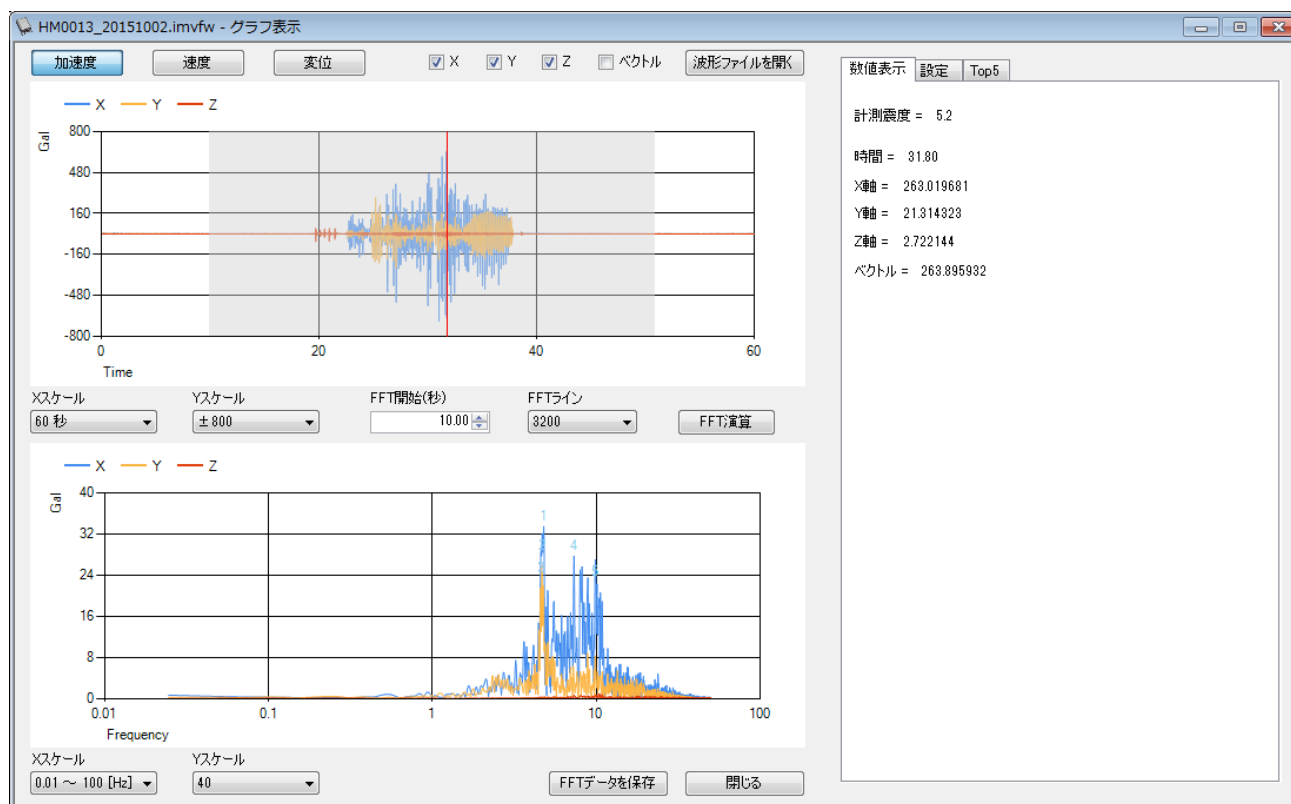 HM0013_20151002.imvfw - グラフ表示
加速度 速度 変位 X Y Z ベクトル 波形ファイルを開く
X Y Z
Gal
800
480
160
-160
-480
-800
0 20 40 60
Time
Xスケール Yスケール FFT開始(秒) FFTライン
60 秒 ±800 10.00 3200 FFT演算
X Y Z
Gal
40
32
24
16
8
0
1
4
0.01 0.1 1 10 100
Frequency
Xスケール Yスケール
0.01 ～ 100 [Hz] 40 FFTデータを保存 閉じる
数値表示 設定 Top5
計測震度 = 5.2
時間 = 31.80
X軸 = 263.019681
Y軸 = 21.314323
Z軸 = 2.722144
ベクトル = 263.895932